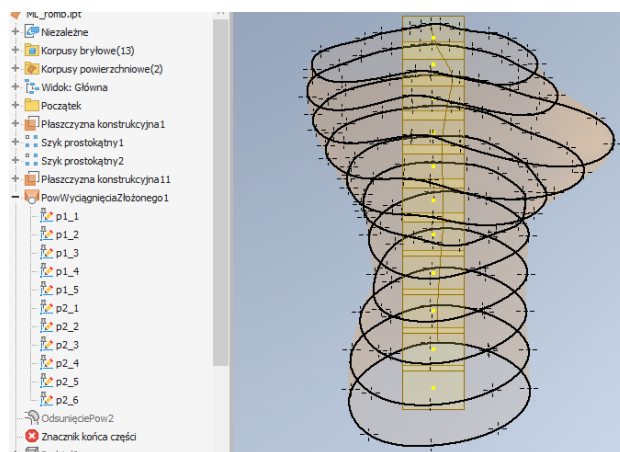 ML_romb.ipt
Niezależne
Korpusy bryłowe(13)
Korpusy powierzchniowe(2)
Widok: Główna
Początek
Płaszczyzna konstrukcyjna1
Szyk prostokątny1
Szyk prostokątny2
Płaszczyzna konstrukcyjna11
PowWyciągnięciaZłożonego1
p1_1
p1_2
p1_3
p1_4
p1_5
p2_1
p2_2
p2_3
p2_4
p2_5
p2_6
OdsunięciePow2
Znacznik końca części